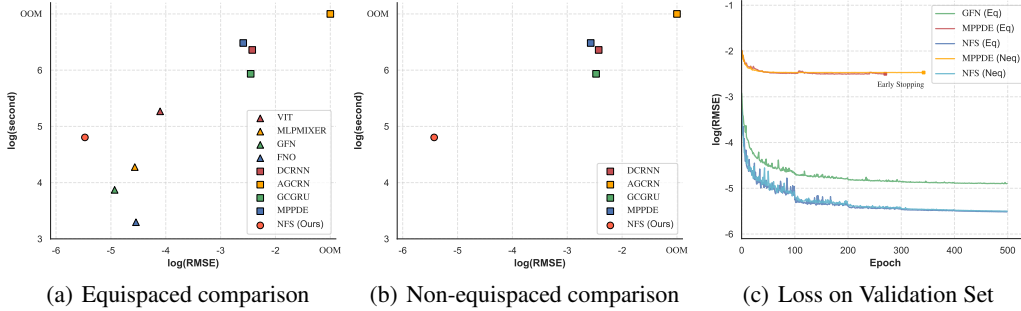 OOM
6
5
4
3
log(second)
-6
-5
-4
-3
-2
OOM
log(RMSE)
VIT
MLPMIXER
GFN
FNO
DCRNN
AGCRN
GCGRU
MPPDE
NFS (Ours)
(a) Equispaced comparison
OOM
6
5
4
3
log(second)
-6
-5
-4
-3
-2
OOM
log(RMSE)
DCRNN
AGCRN
GCGRU
MPPDE
NFS (Ours)
(b) Non-equispaced comparison
-1
-2
-3
-4
-5
-6
log(RMSE)
0
100
200
300
400
500
Epoch
GFN (Eq)
MPPDE (Eq)
NFS (Eq)
MPPDE (Neq)
NFS (Neq)
Early Stopping
(c) Loss on Validation Set